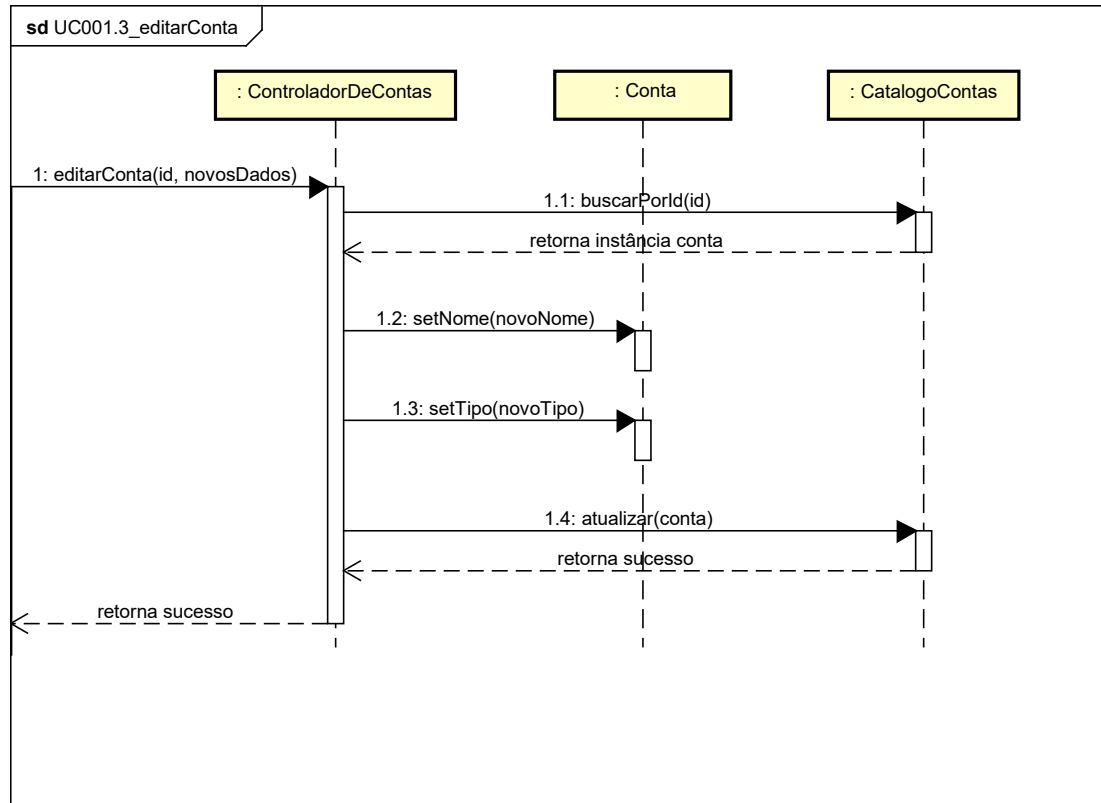 sd UC001.3_editarConta
: ControladorDeContas
: Conta
: CatalogoContas
1: editarConta(id, novosDados)
1.1: buscarPorId(id)
retorna instância conta
1.2: setNome(novoNome)
1.3: setTipo(novoTipo)
1.4: atualizar(conta)
retorna sucesso
retorna sucesso